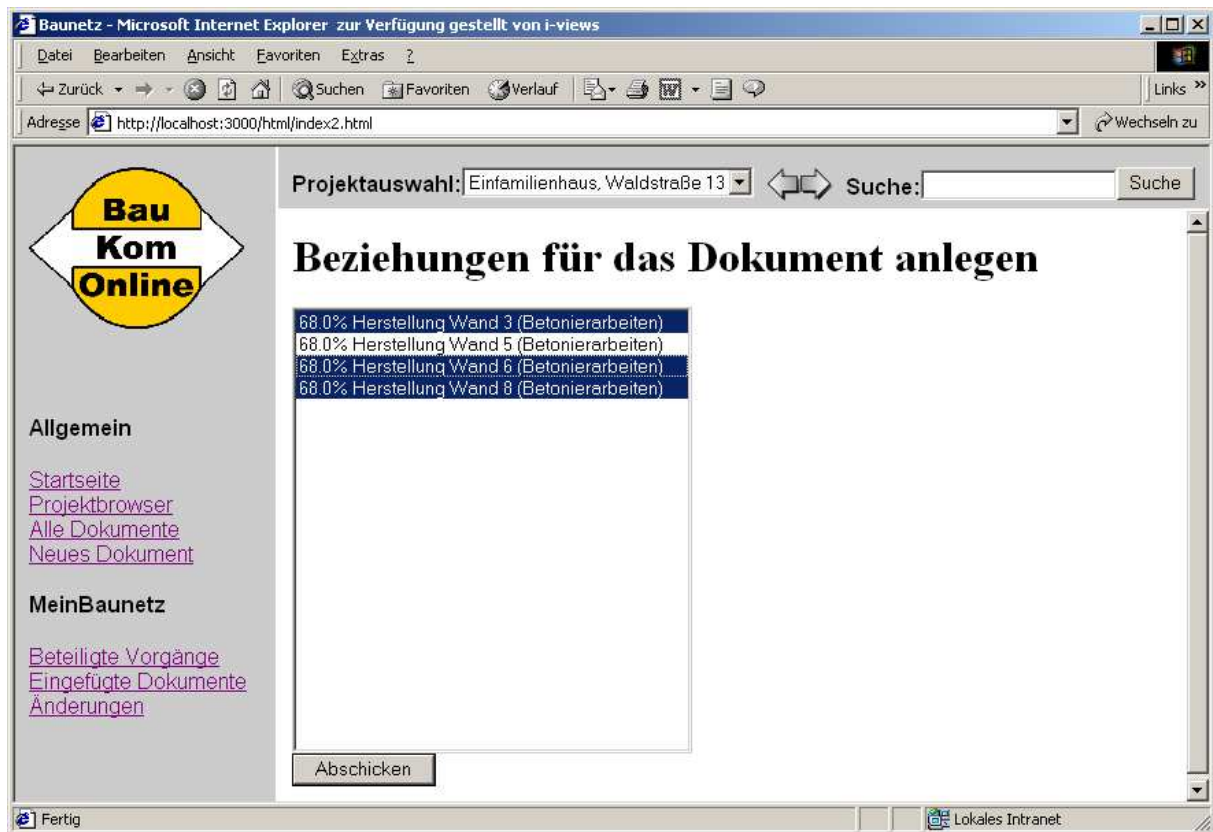 Baunetz - Microsoft Internet Explorer zur Verfügung gestellt von i-views
Datei Bearbeiten Ansicht Favoriten Extras ?
Zurück Suchen Favoriten Verlauf Links »
Adresse http://localhost:3000/html/index2.html Wechseln zu
Bau
Kom
Online
Projektauswahl: Einfamilienhaus, Waldstraße 13 Suche: Suche
Beziehungen für das Dokument anlegen
68.0% Herstellung Wand 3 (Betonierarbeiten)
68.0% Herstellung Wand 5 (Betonierarbeiten)
68.0% Herstellung Wand 6 (Betonierarbeiten)
68.0% Herstellung Wand 8 (Betonierarbeiten)
Abschicken
Allgemein
Startseite
Projektbrowser
Alle Dokumente
Neues Dokument
MeinBaunetz
Beteiligte Vorgänge
Eingefügte Dokumente
Änderungen
Fertig Lokales Intranet